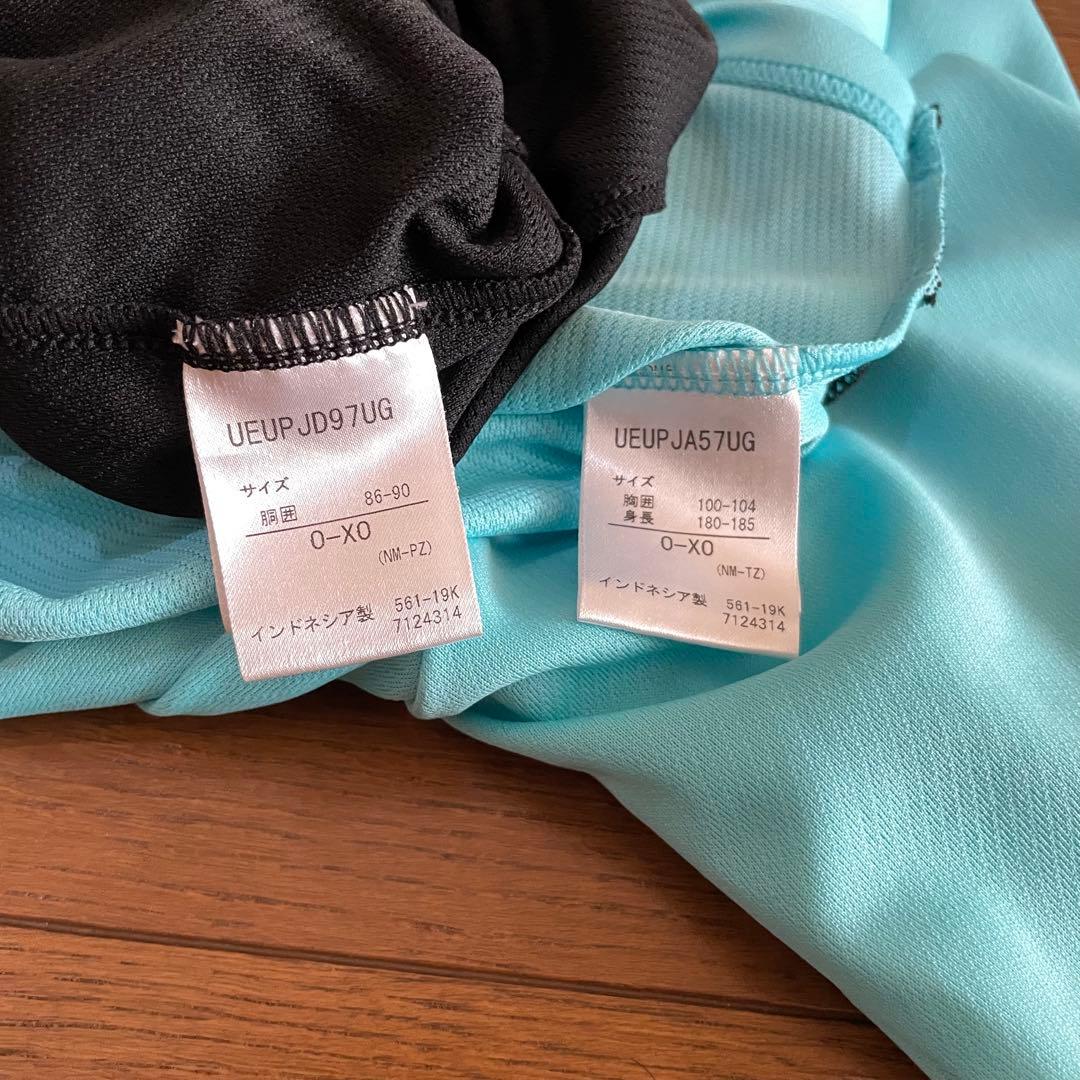 UEUPJD97UG
サイズ
胴囲 86-90
O-XO
(NM-PZ)
インドネシア製 561-19K
7124314
UEUPJA57UG
サイズ
胸囲 100-104
身長 180-185
O-XO
(NM-TZ)
インドネシア製 561-19K
7124314